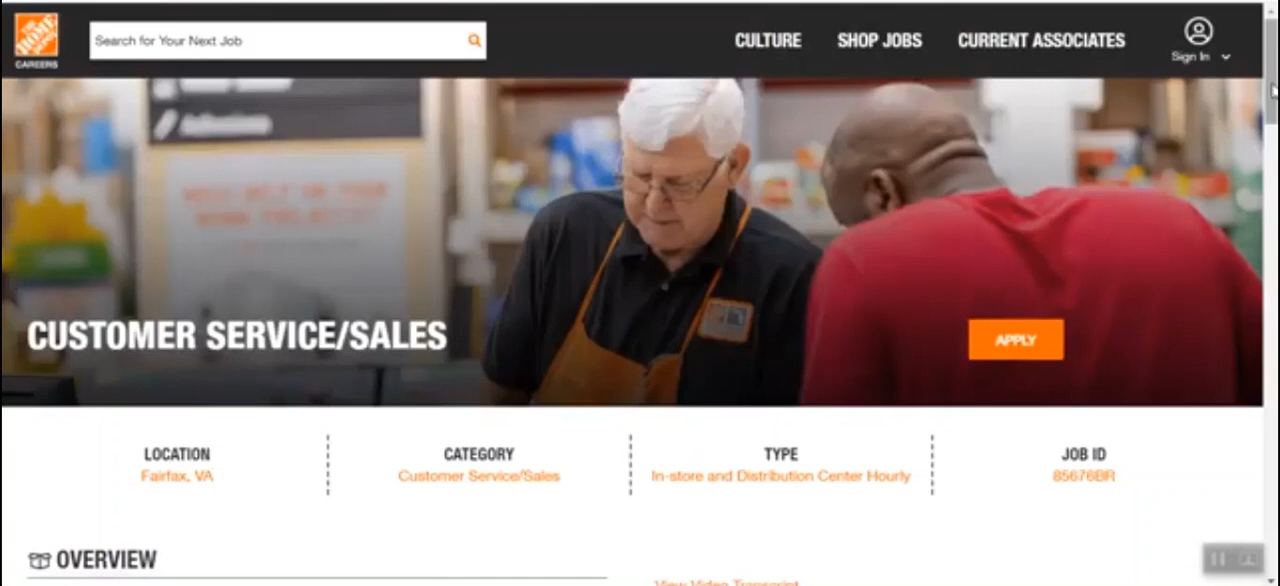 THE HOME DEPOT
CAREERS
Search for Your Next Job
CULTURE
SHOP JOBS
CURRENT ASSOCIATES
Sign In
Adhesives
CUSTOMER SERVICE/SALES
APPLY
LOCATION
Fairfax, VA
CATEGORY
Customer Service/Sales
TYPE
In-store and Distribution Center Hourly
JOB ID
85676BR
OVERVIEW
View Video Transcript